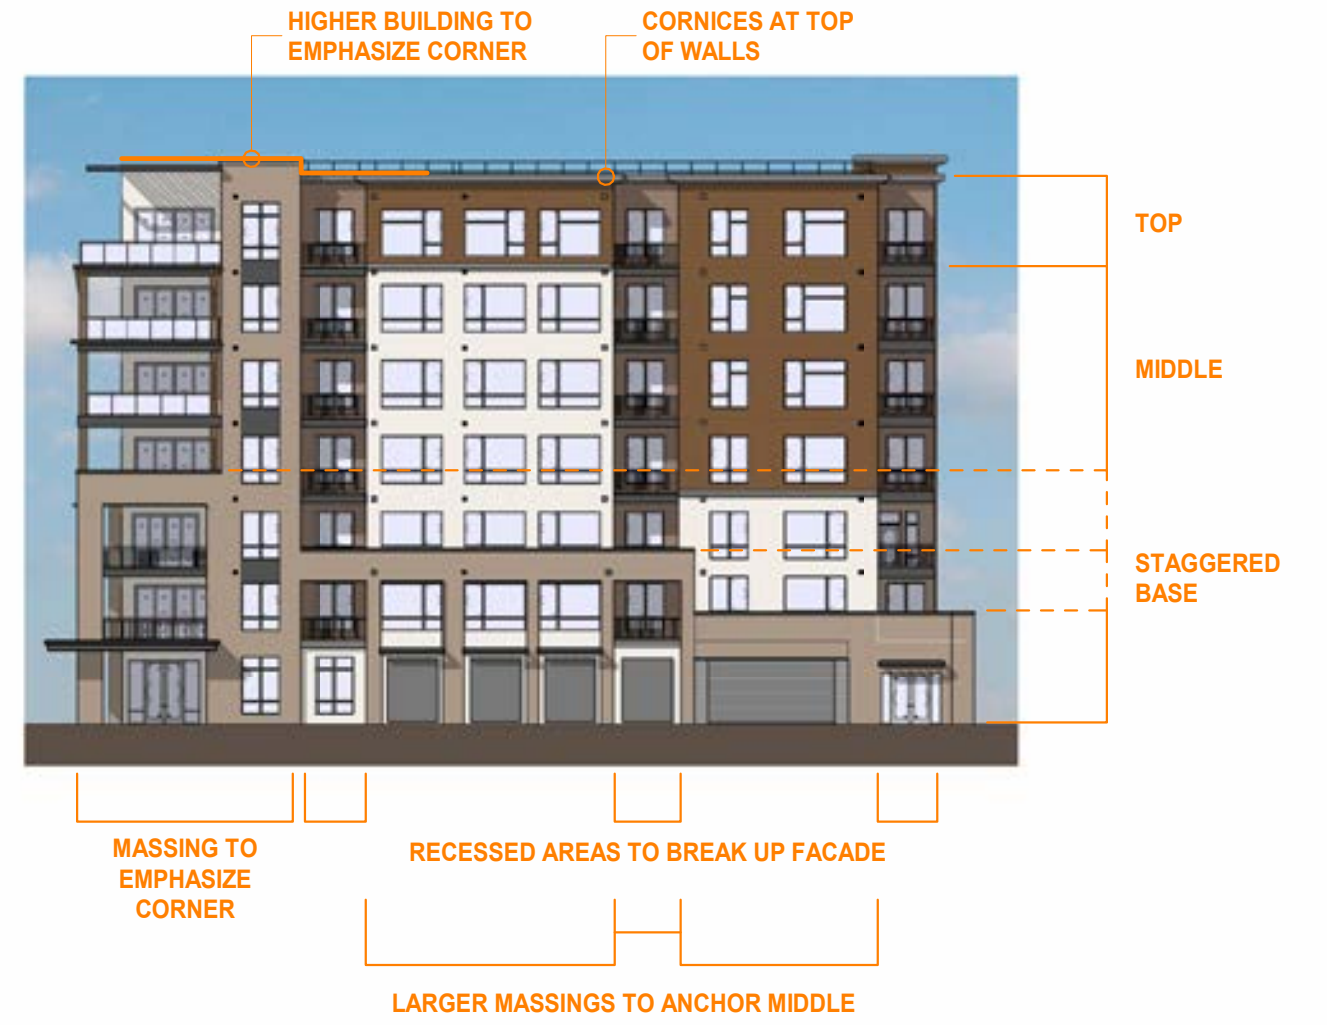 HIGHER BUILDING TO
EMPHASIZE CORNER
CORNICES AT TOP
OF WALLS
TOP
MIDDLE
STAGGERED
BASE
MASSING TO
EMPHASIZE
CORNER
RECESSED AREAS TO BREAK UP FACADE
LARGER MASSINGS TO ANCHOR MIDDLE